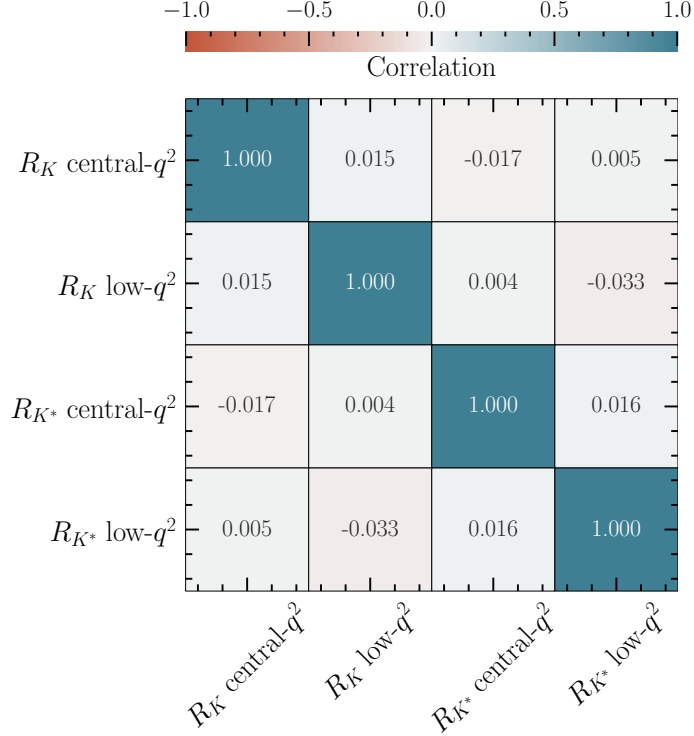 −1.0 −0.5 0.0 0.5 1.0
Correlation
$R_K$ central-$q^2$ 1.000 0.015 -0.017 0.005
$R_K$ low-$q^2$ 0.015 1.000 0.004 -0.033
$R_{K^*}$ central-$q^2$ -0.017 0.004 1.000 0.016
$R_{K^*}$ low-$q^2$ 0.005 -0.033 0.016 1.000
$R_K$ central-$q^2$
$R_K$ low-$q^2$
$R_{K^*}$ central-$q^2$
$R_{K^*}$ low-$q^2$